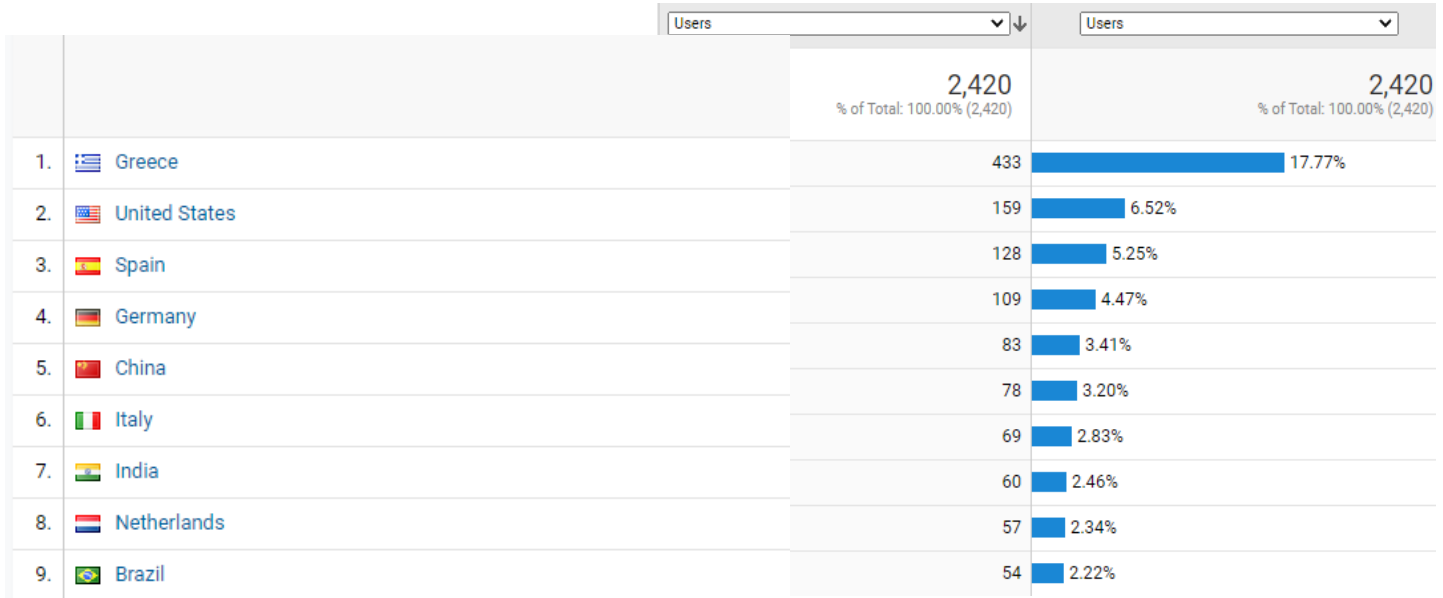 Users Users
2,420 2,420
% of Total: 100.00% (2,420) % of Total: 100.00% (2,420)
1. Greece 433 17.77%
2. United States 159 6.52%
3. Spain 128 5.25%
4. Germany 109 4.47%
5. China 83 3.41%
6. Italy 78 3.20%
7. India 69 2.83%
8. Netherlands 60 2.46%
9. Brazil 57 2.34%
54 2.22%